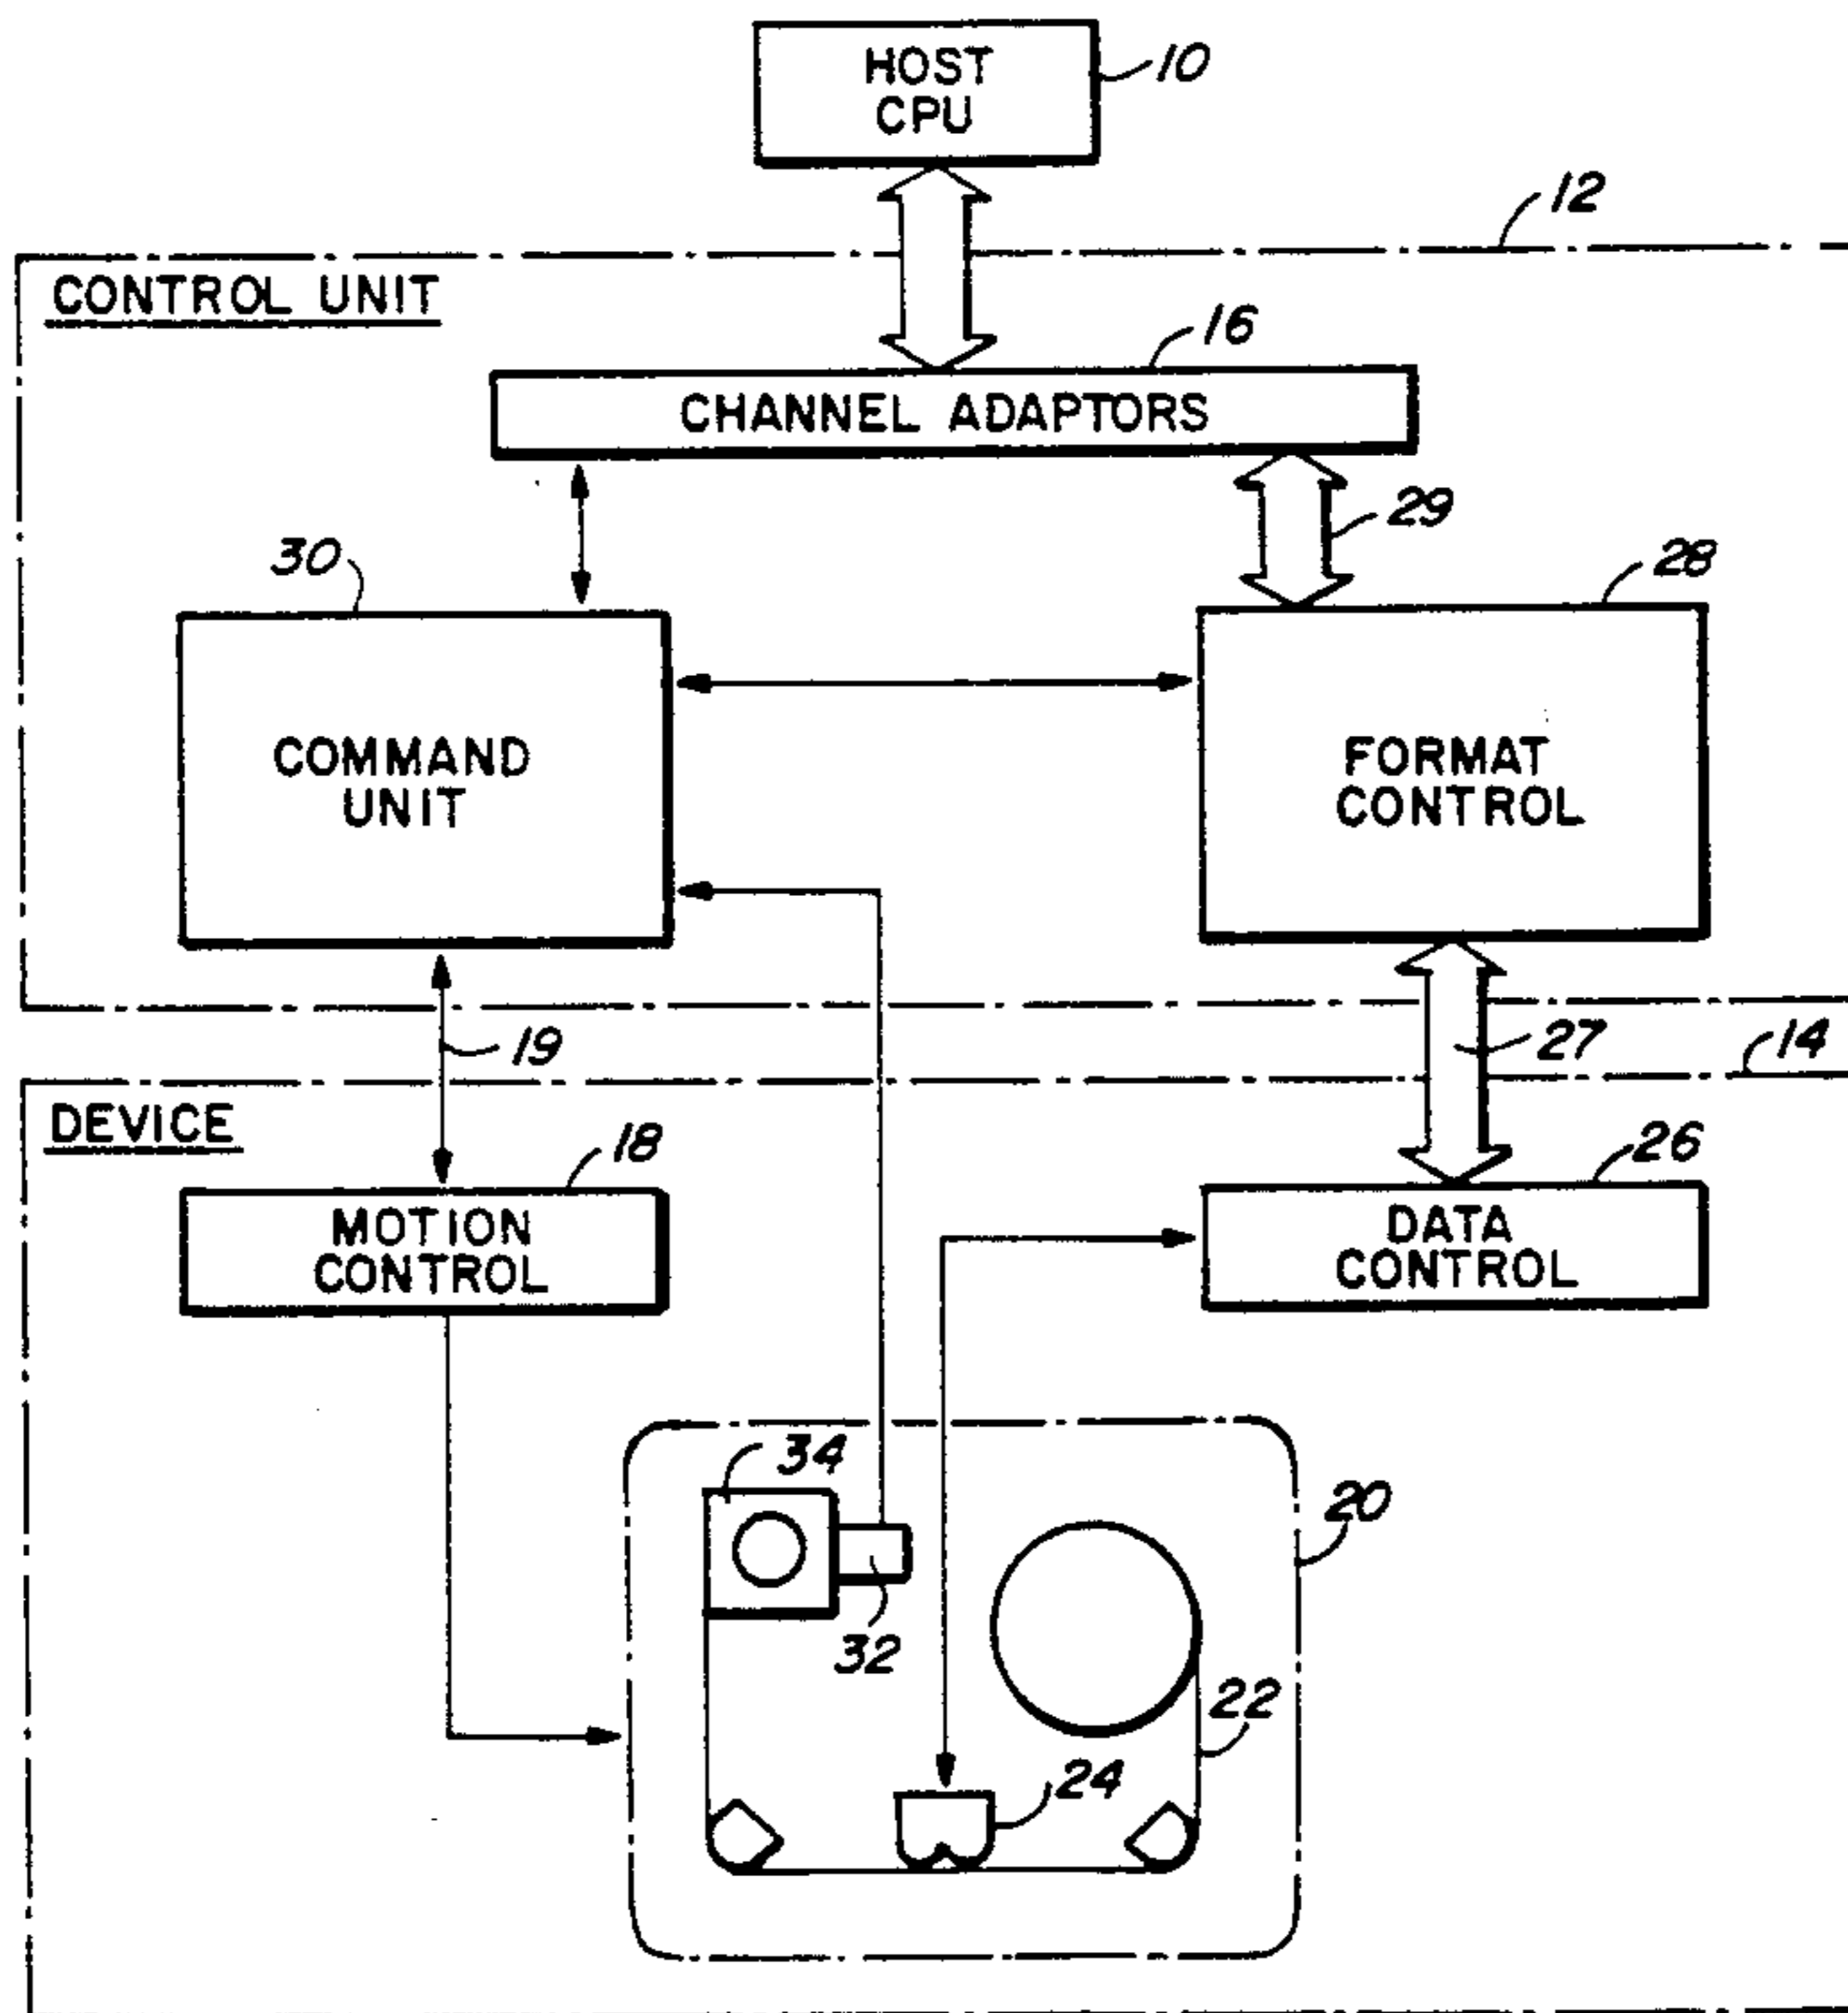 HOST
CPU
10
12
CONTROL UNIT
16
CHANNEL ADAPTORS
29
30
28
COMMAND
UNIT
FORMAT
CONTROL
19
27
14
DEVICE
18
26
MOTION
CONTROL
DATA
CONTROL
34
20
32
22
24